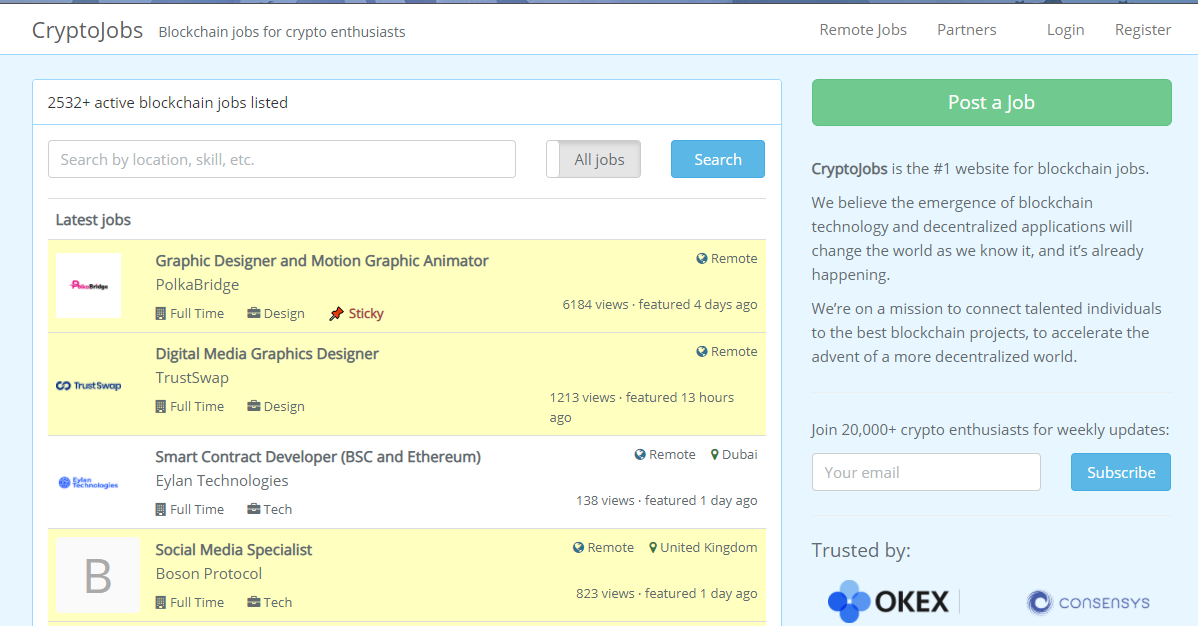 CryptoJobs Blockchain jobs for crypto enthusiasts Remote Jobs Partners Login Register
2532+ active blockchain jobs listed
Search by location, skill, etc. All jobs Search
Latest jobs
PolkaBridge
Graphic Designer and Motion Graphic Animator
Remote
PolkaBridge
6184 views · featured 4 days ago
Full Time Design Sticky
TrustSwap
Digital Media Graphics Designer
Remote
TrustSwap
1213 views · featured 13 hours
ago
Full Time Design
Eylan
Technologies
Smart Contract Developer (BSC and Ethereum)
Remote Dubai
Eylan Technologies
138 views · featured 1 day ago
Full Time Tech
B
Social Media Specialist
Remote United Kingdom
Boson Protocol
823 views · featured 1 day ago
Full Time Tech
Post a Job
CryptoJobs is the #1 website for blockchain jobs.
We believe the emergence of blockchain
technology and decentralized applications will
change the world as we know it, and it’s already
happening.
We’re on a mission to connect talented individuals
to the best blockchain projects, to accelerate the
advent of a more decentralized world.
Join 20,000+ crypto enthusiasts for weekly updates:
Your email Subscribe
Trusted by:
OKEX CONSENSYS